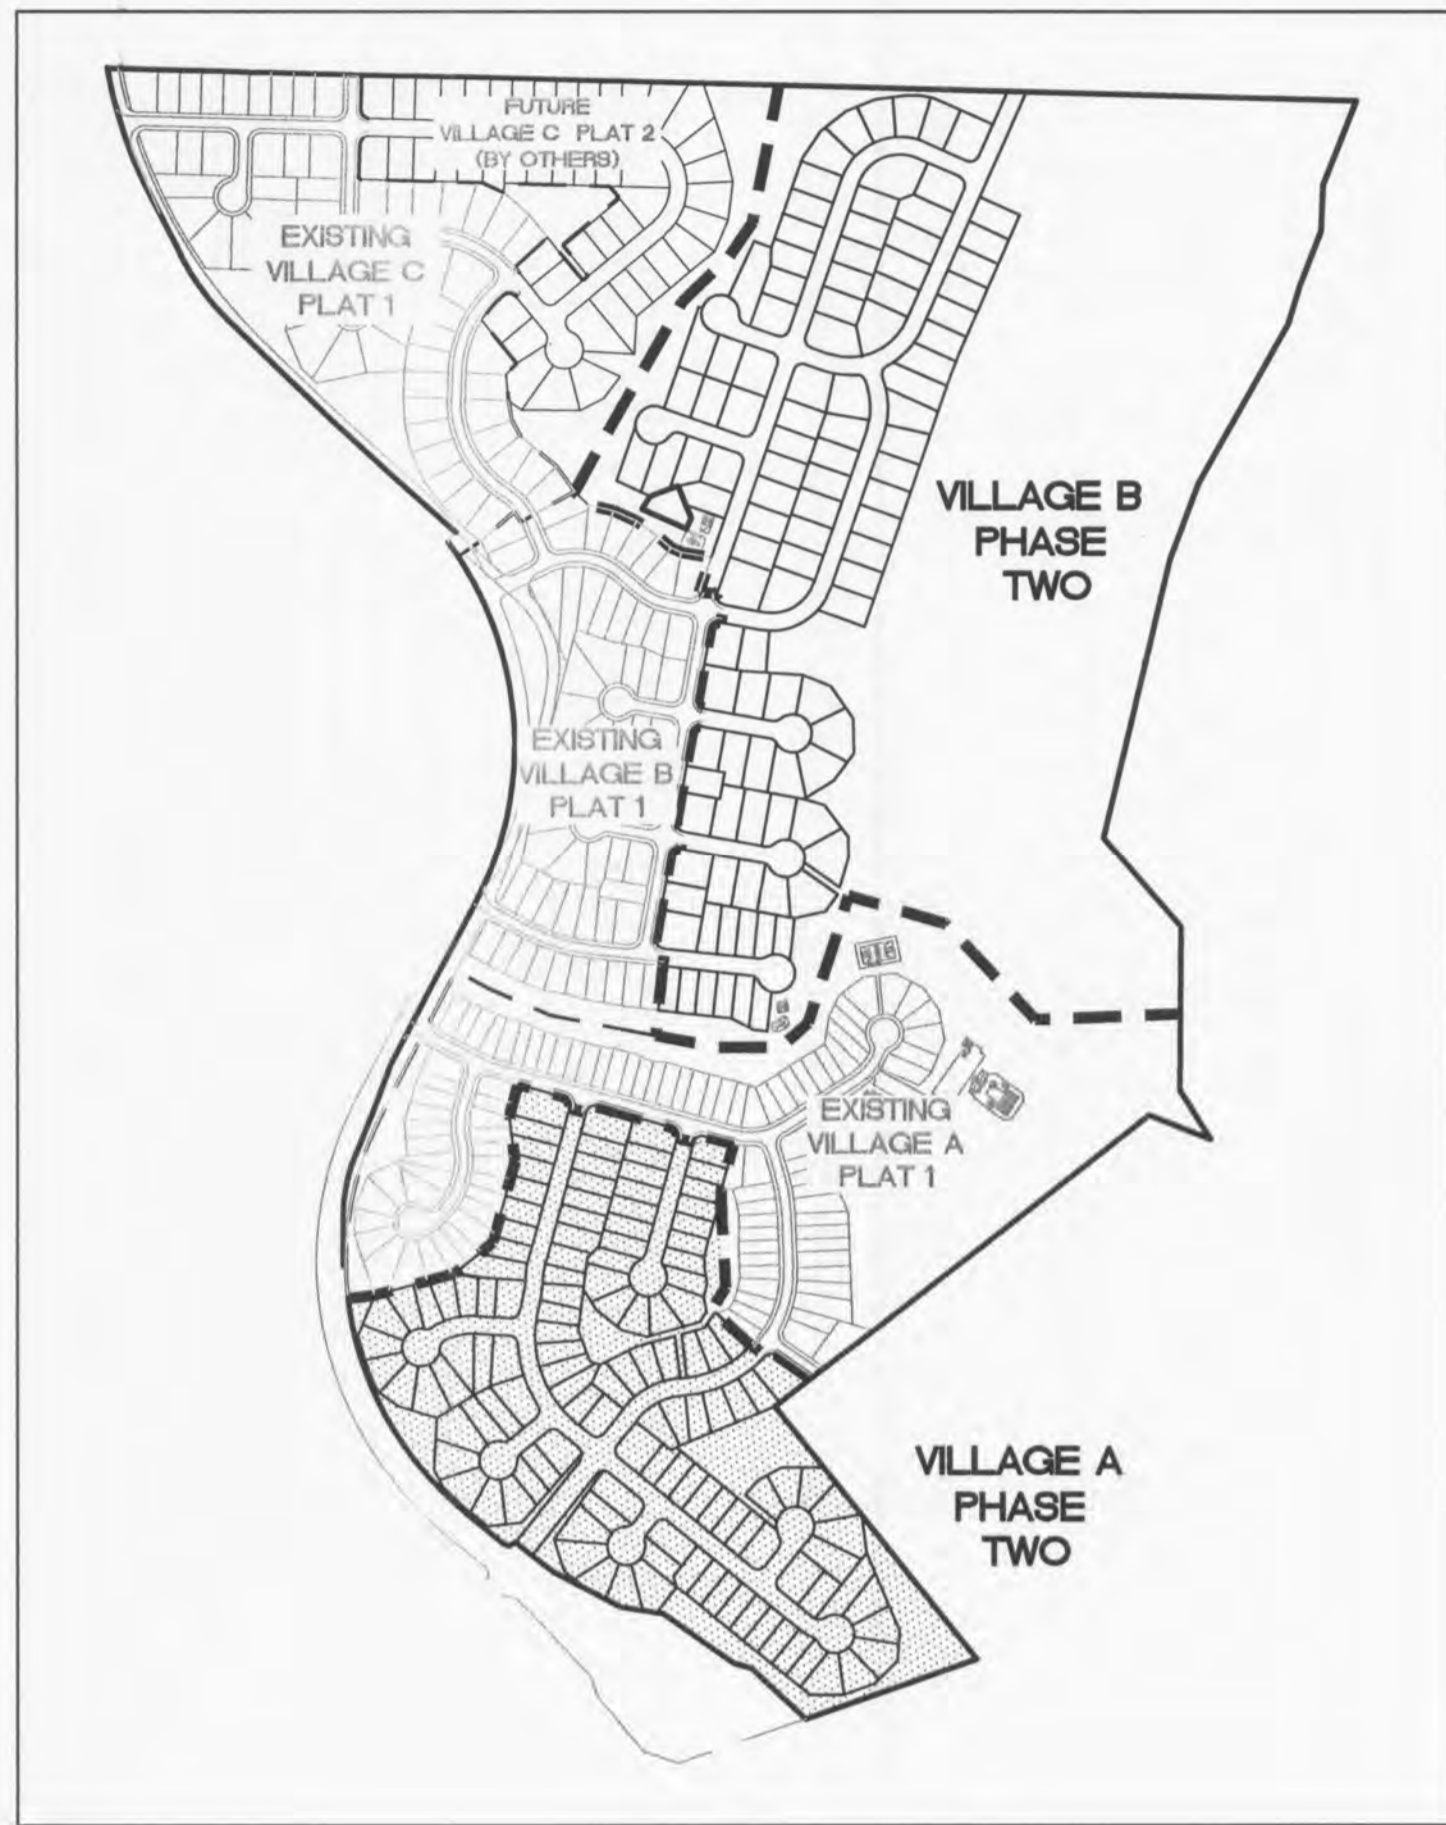 FUTURE
VILLAGE C PLAT 2
(BY OTHERS)
EXISTING
VILLAGE C
PLAT 1
VILLAGE B
PHASE
TWO
EXISTING
VILLAGE B
PLAT 1
EXISTING
VILLAGE A
PLAT 1
VILLAGE A
PHASE
TWO